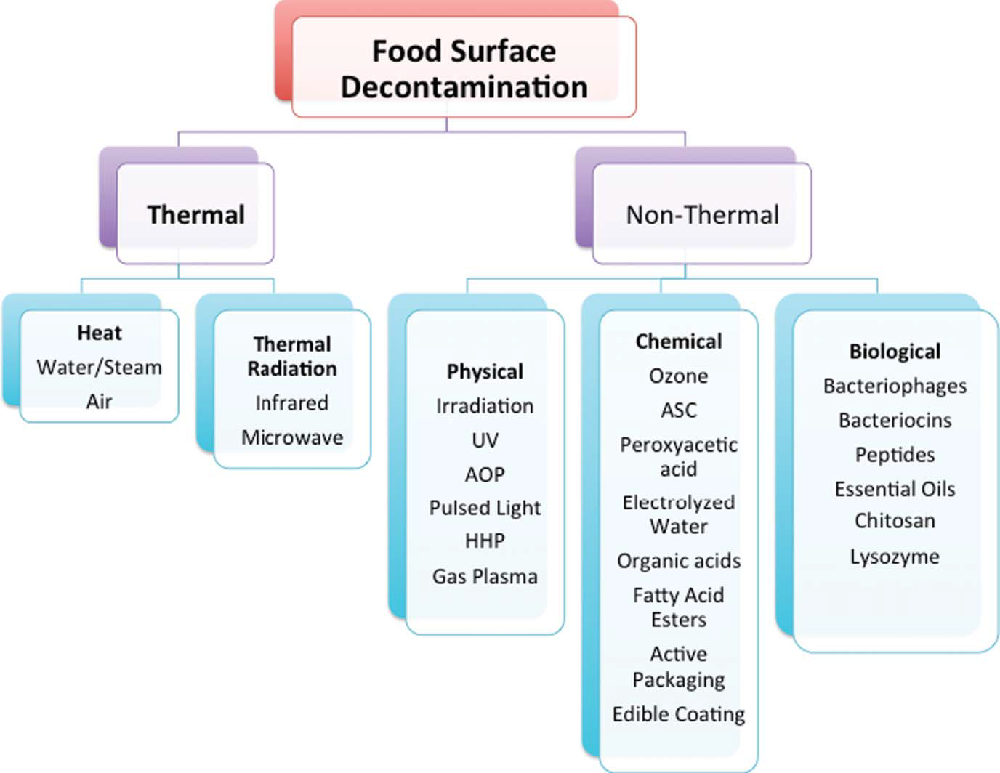 Food Surface
Decontamination
Thermal
Non-Thermal
Heat
Water/Steam
Air
Thermal
Radiation
Infrared
Microwave
Physical
Irradiation
UV
AOP
Pulsed Light
HHP
Gas Plasma
Chemical
Ozone
ASC
Peroxyacetic
acid
Electrolyzed
Water
Organic acids
Fatty Acid
Esters
Active
Packaging
Edible Coating
Biological
Bacteriophages
Bacteriocins
Peptides
Essential Oils
Chitosan
Lysozyme